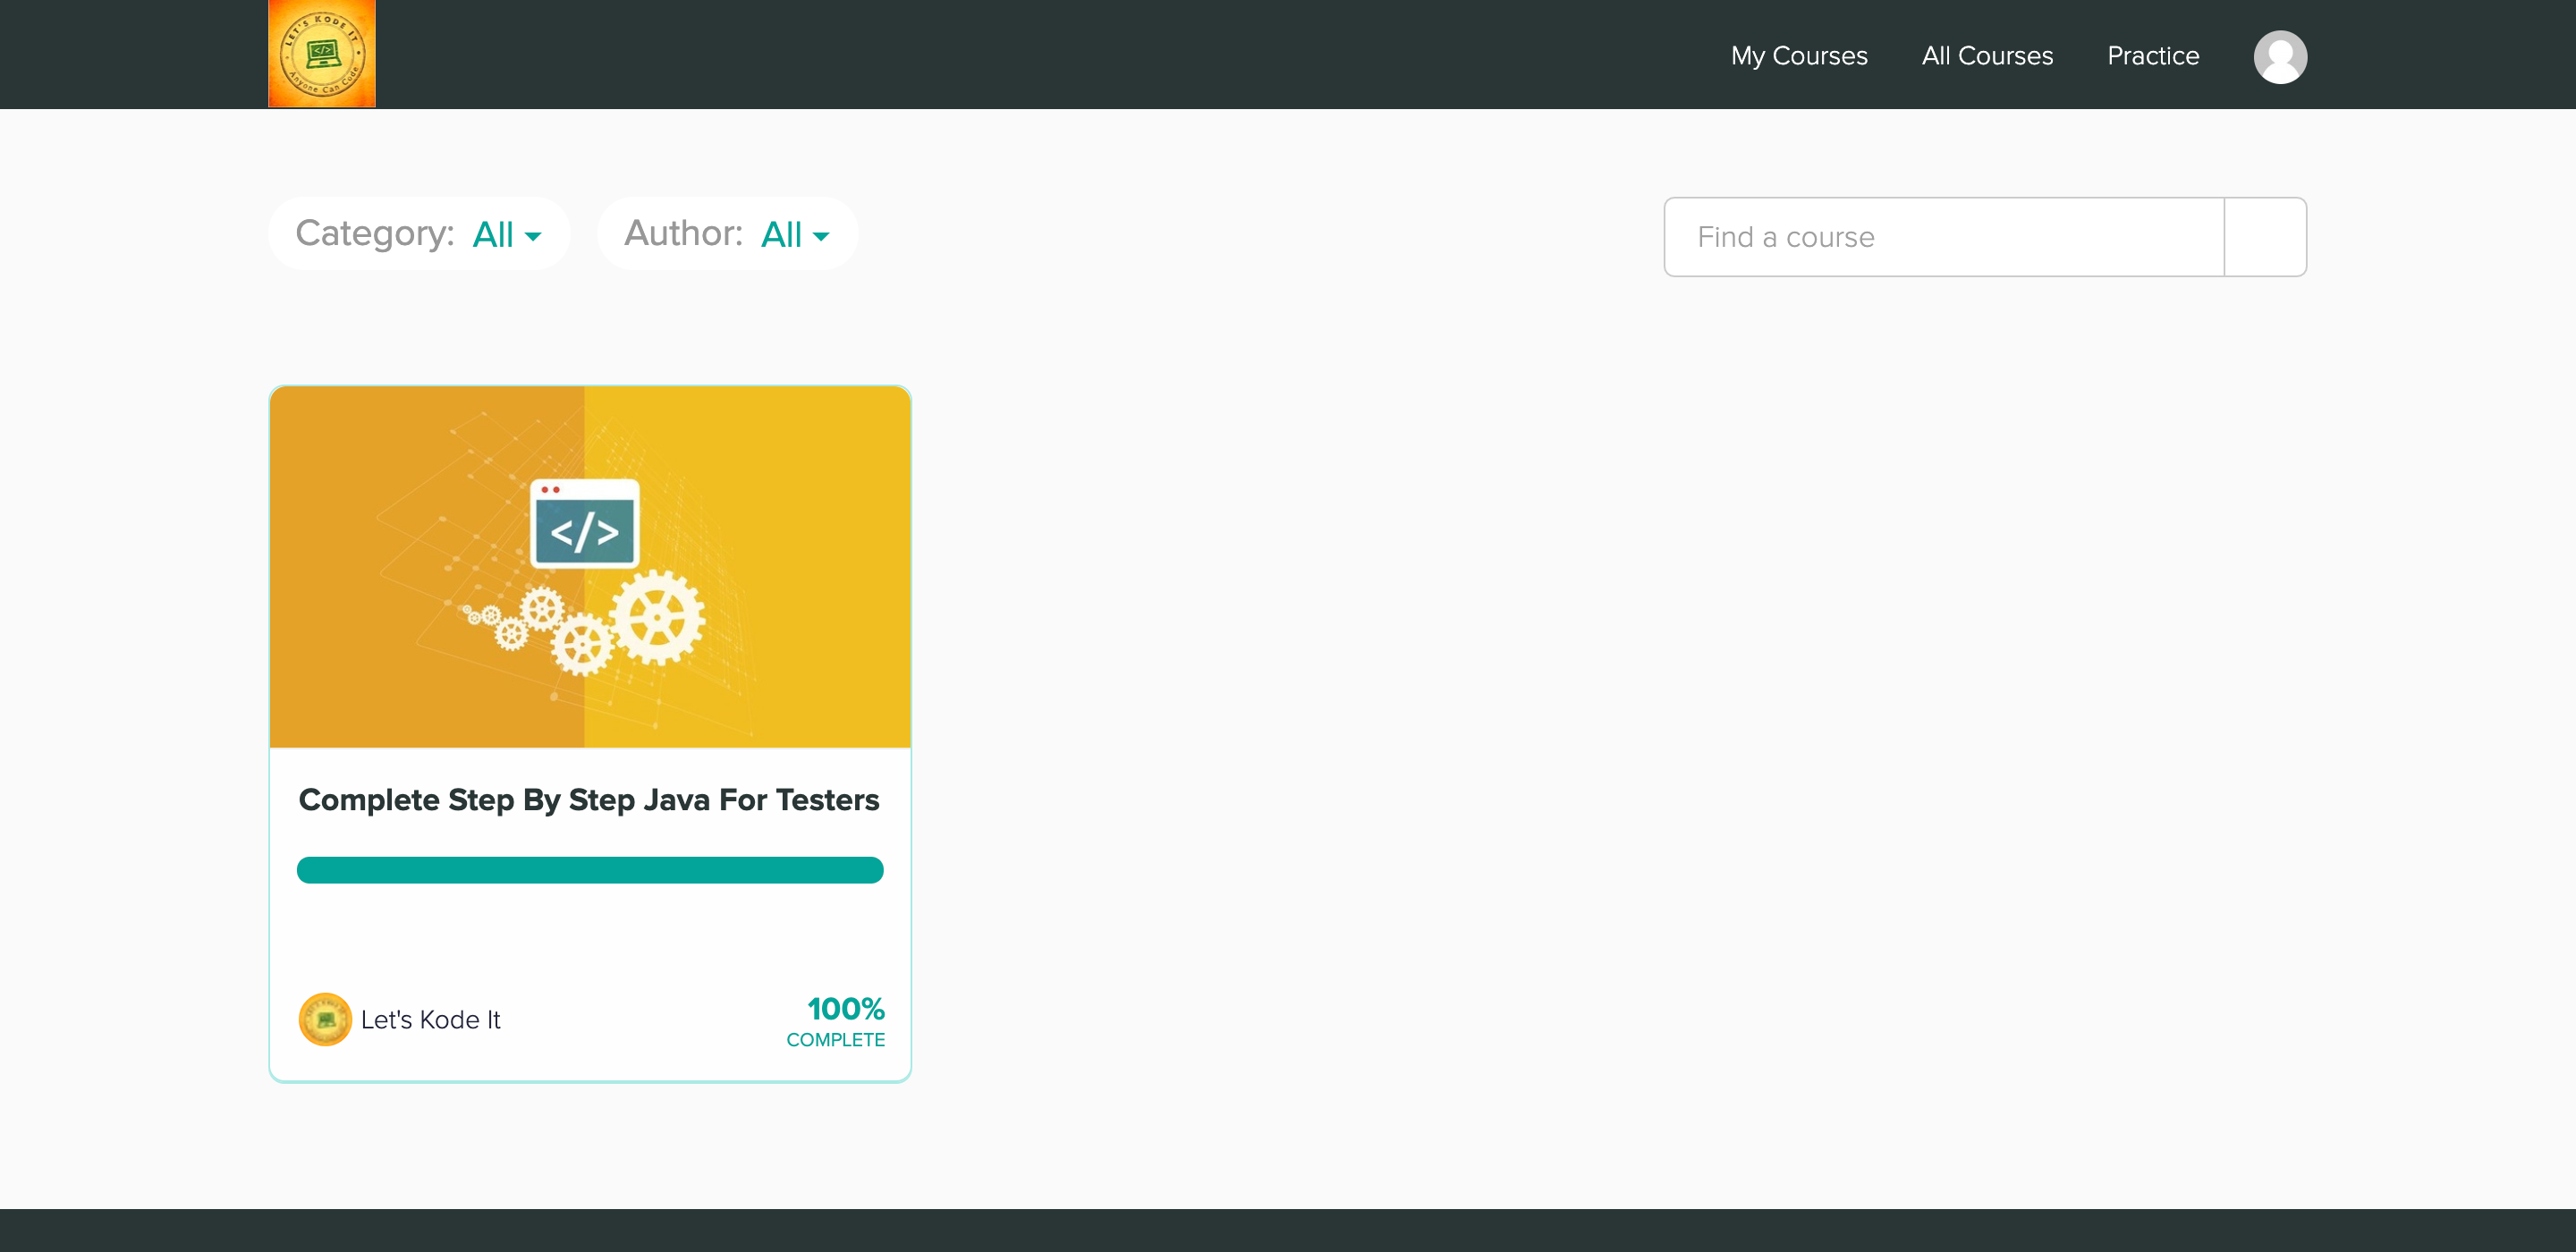 LET'S KODE IT
</>
Anyone Can Code
My Courses
All Courses
Practice
Category: All
Author: All
Find a course
</>
Complete Step By Step Java For Testers
Let's Kode It
100%
COMPLETE